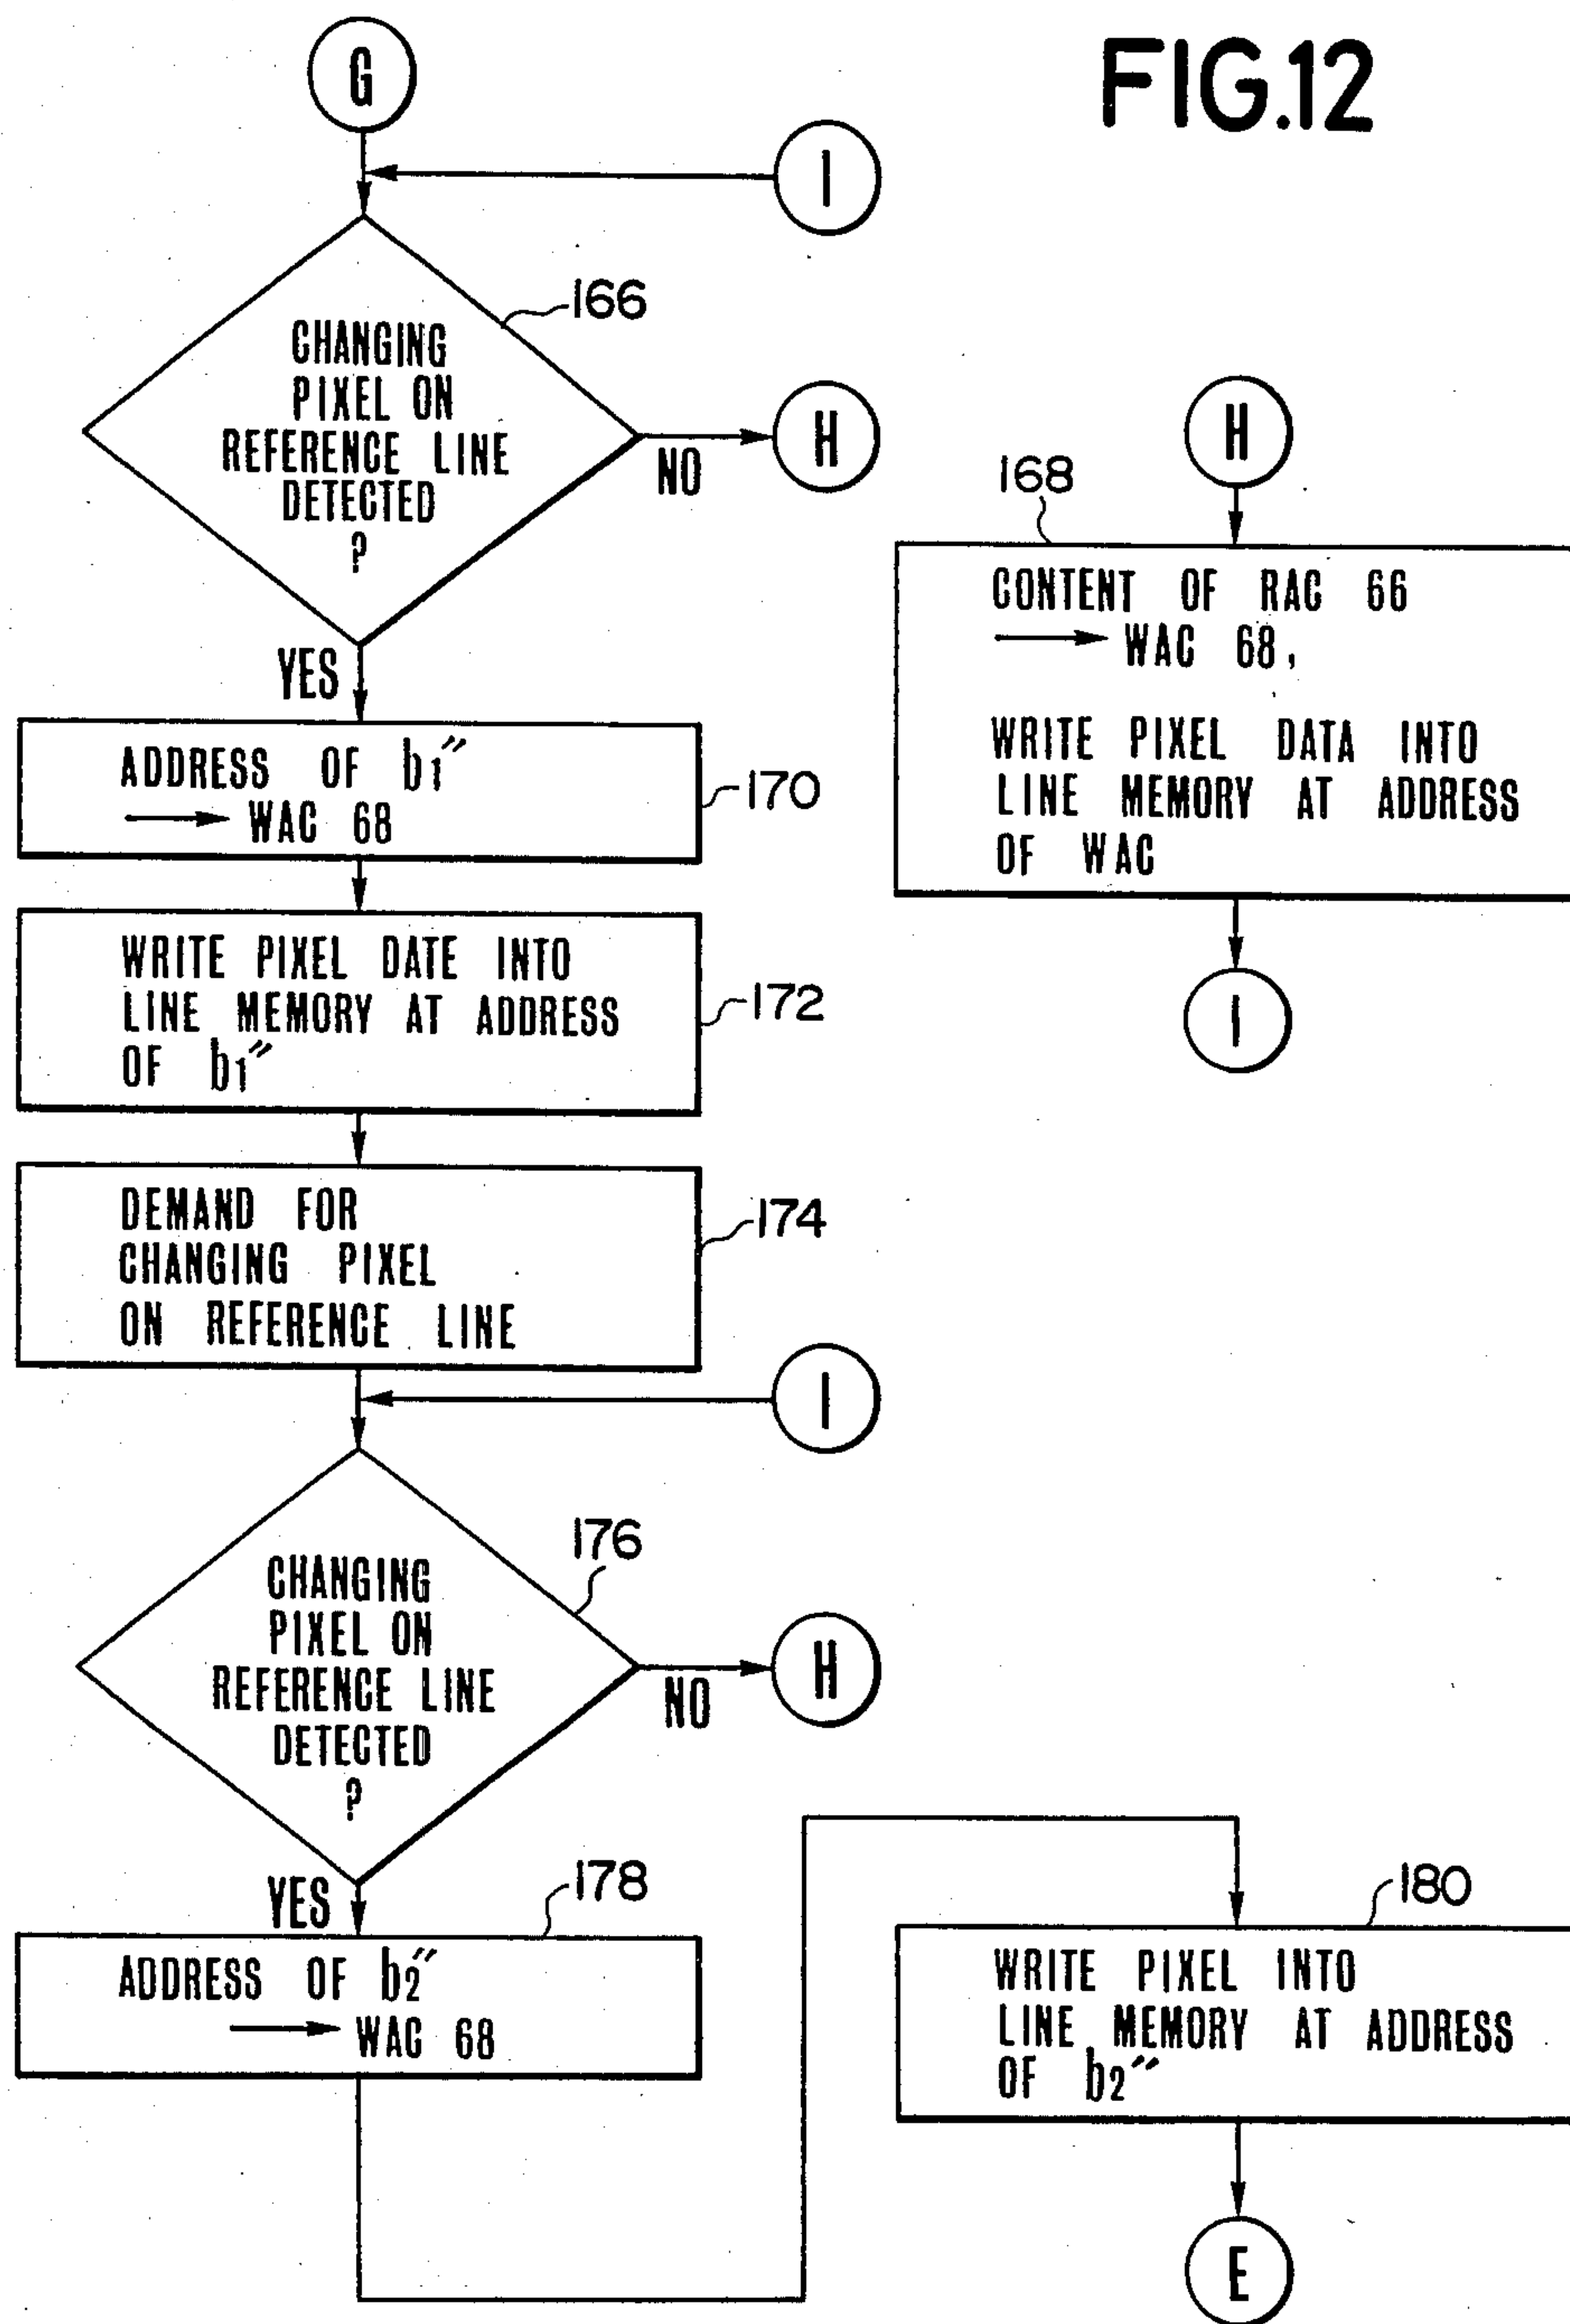 FIG.12
G
I
166
CHANGING
PIXEL ON
REFERENCE LINE
DETECTED
?
NO
H
YES
ADDRESS OF b1″
⟶ WAC 68
170
WRITE PIXEL DATE INTO
LINE MEMORY AT ADDRESS
OF b1″
172
DEMAND FOR
CHANGING PIXEL
ON REFERENCE LINE
174
I
176
CHANGING
PIXEL ON
REFERENCE LINE
DETECTED
?
NO
H
YES
178
ADDRESS OF b2″
⟶ WAC 68
H
168
CONTENT OF RAC 66
⟶ WAC 68,
WRITE PIXEL DATA INTO
LINE MEMORY AT ADDRESS
OF WAC
I
180
WRITE PIXEL INTO
LINE MEMORY AT ADDRESS
OF b2″
E